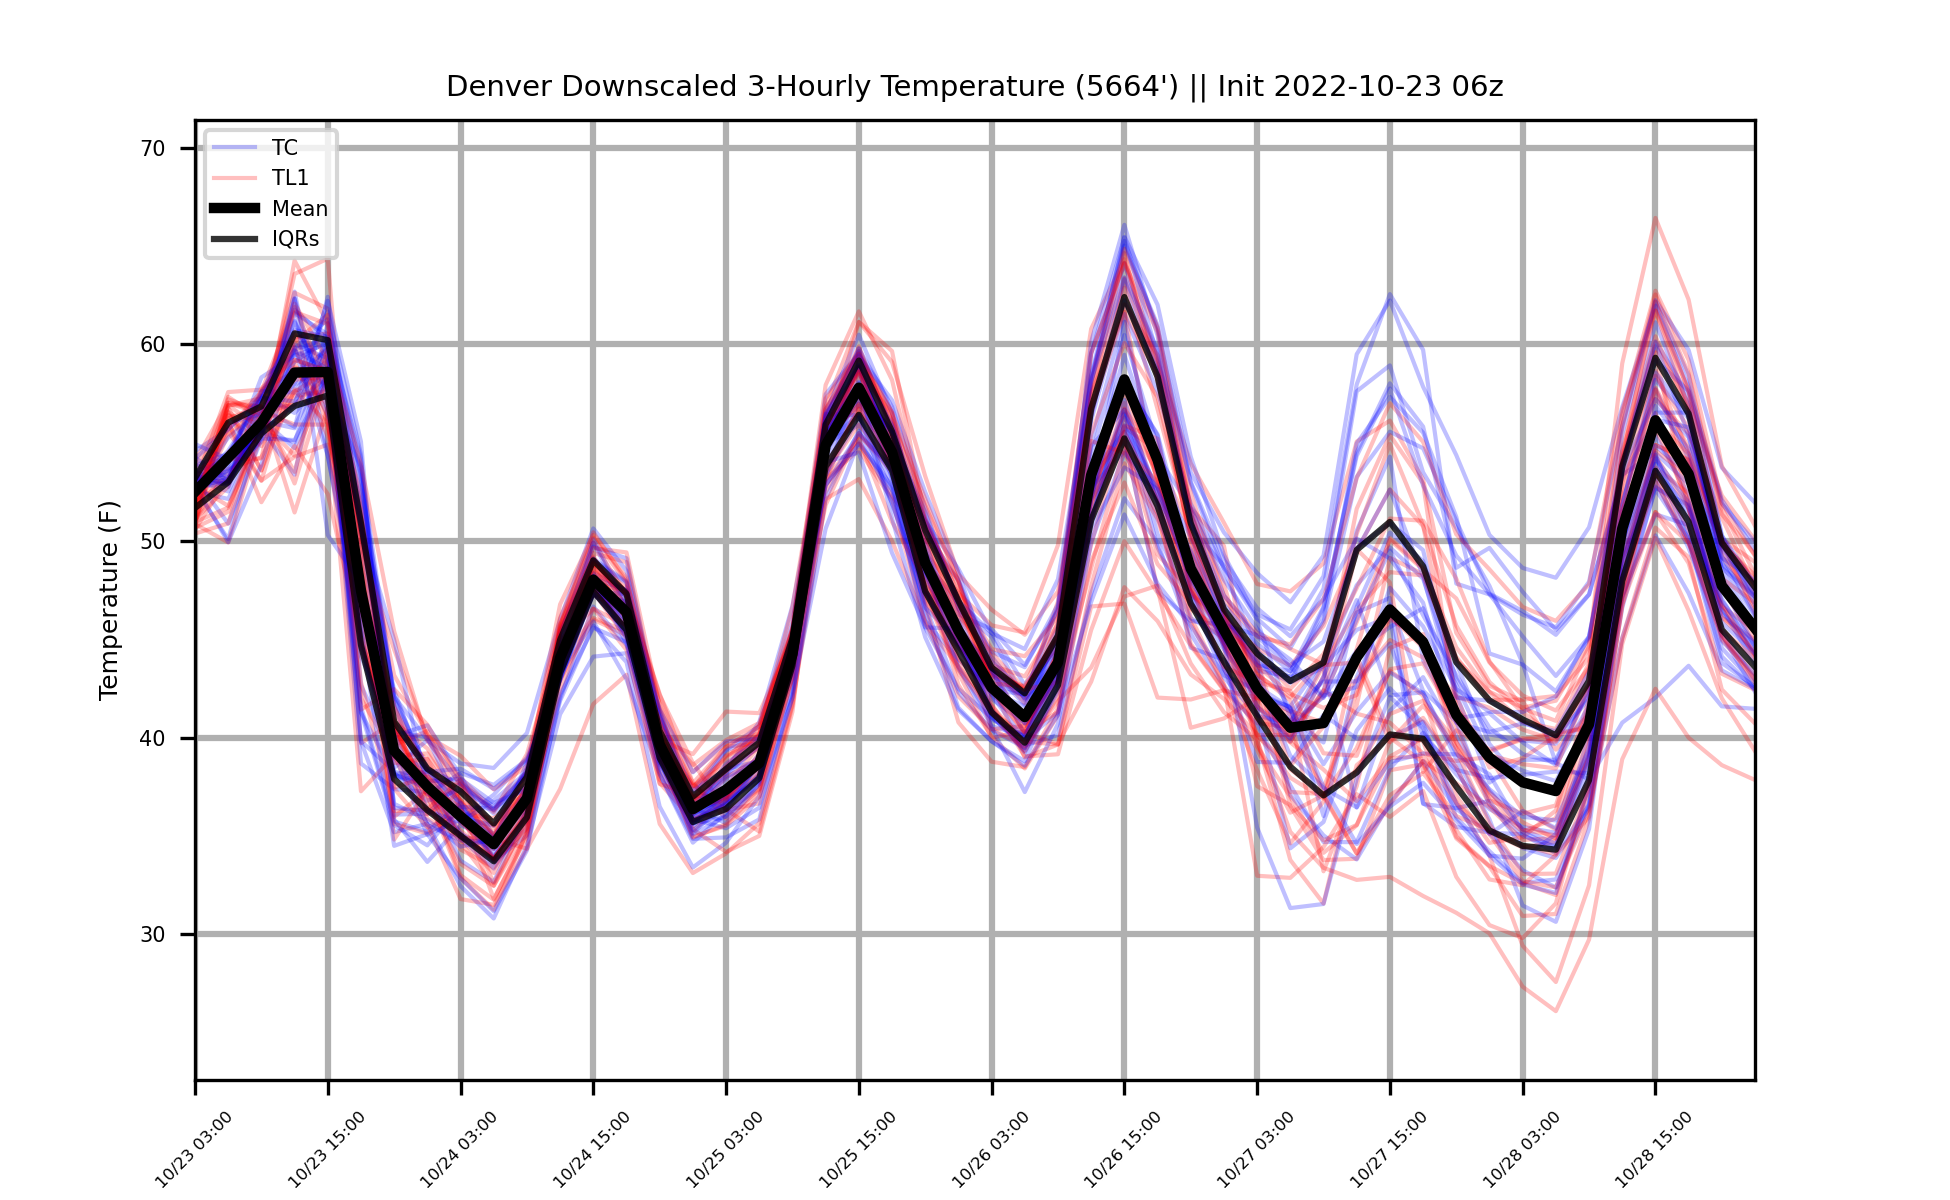 Denver Downscaled 3-Hourly Temperature (5664') || Init 2022-10-23 06z
TC
TL1
Mean
IQRs
Temperature (F)
70
60
50
40
30
10/23 03:00
10/23 15:00
10/24 03:00
10/24 15:00
10/25 03:00
10/25 15:00
10/26 03:00
10/26 15:00
10/27 03:00
10/27 15:00
10/28 03:00
10/28 15:00